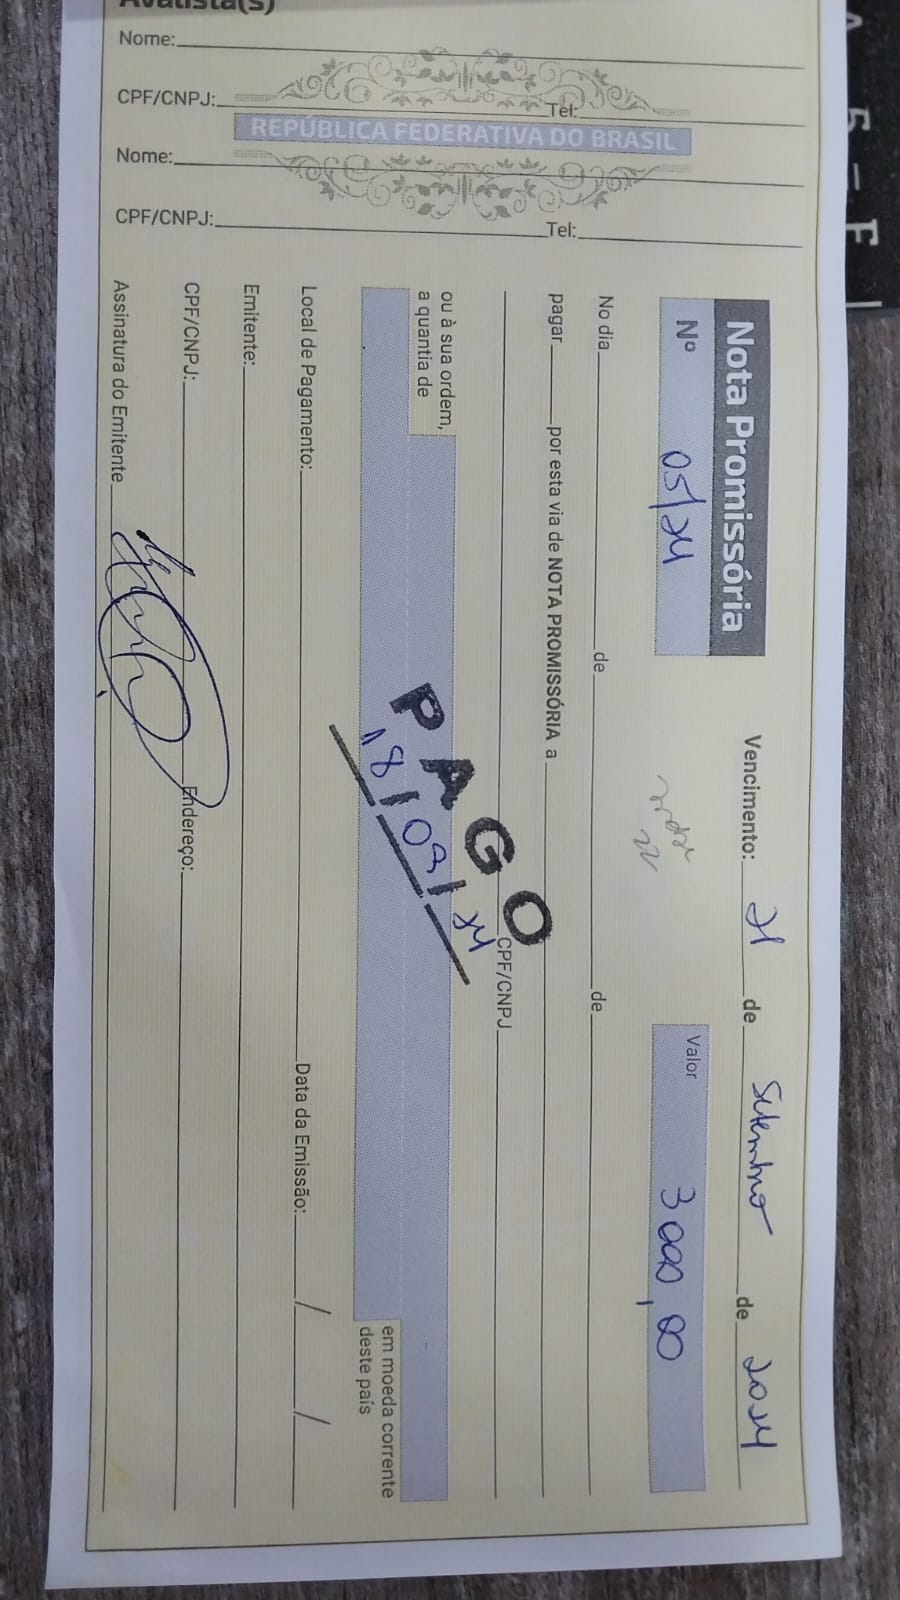 Nota Promissória
Vencimento: 21 de Setembro de 2024
Nº 05/24
Valor 3000,00
No dia de de
pagar por esta via de NOTA PROMISSÓRIA a
CPF/CNPJ
ou à sua ordem,
a quantia de
em moeda corrente
deste país
PAGO
18/09/24
Local de Pagamento: Data da Emissão: / /
Emitente:
CPF/CNPJ: Endereço:
Assinatura do Emitente
Avalista(s)
Nome:
CPF/CNPJ: Tel:
REPÚBLICA FEDERATIVA DO BRASIL
Nome:
CPF/CNPJ: Tel: